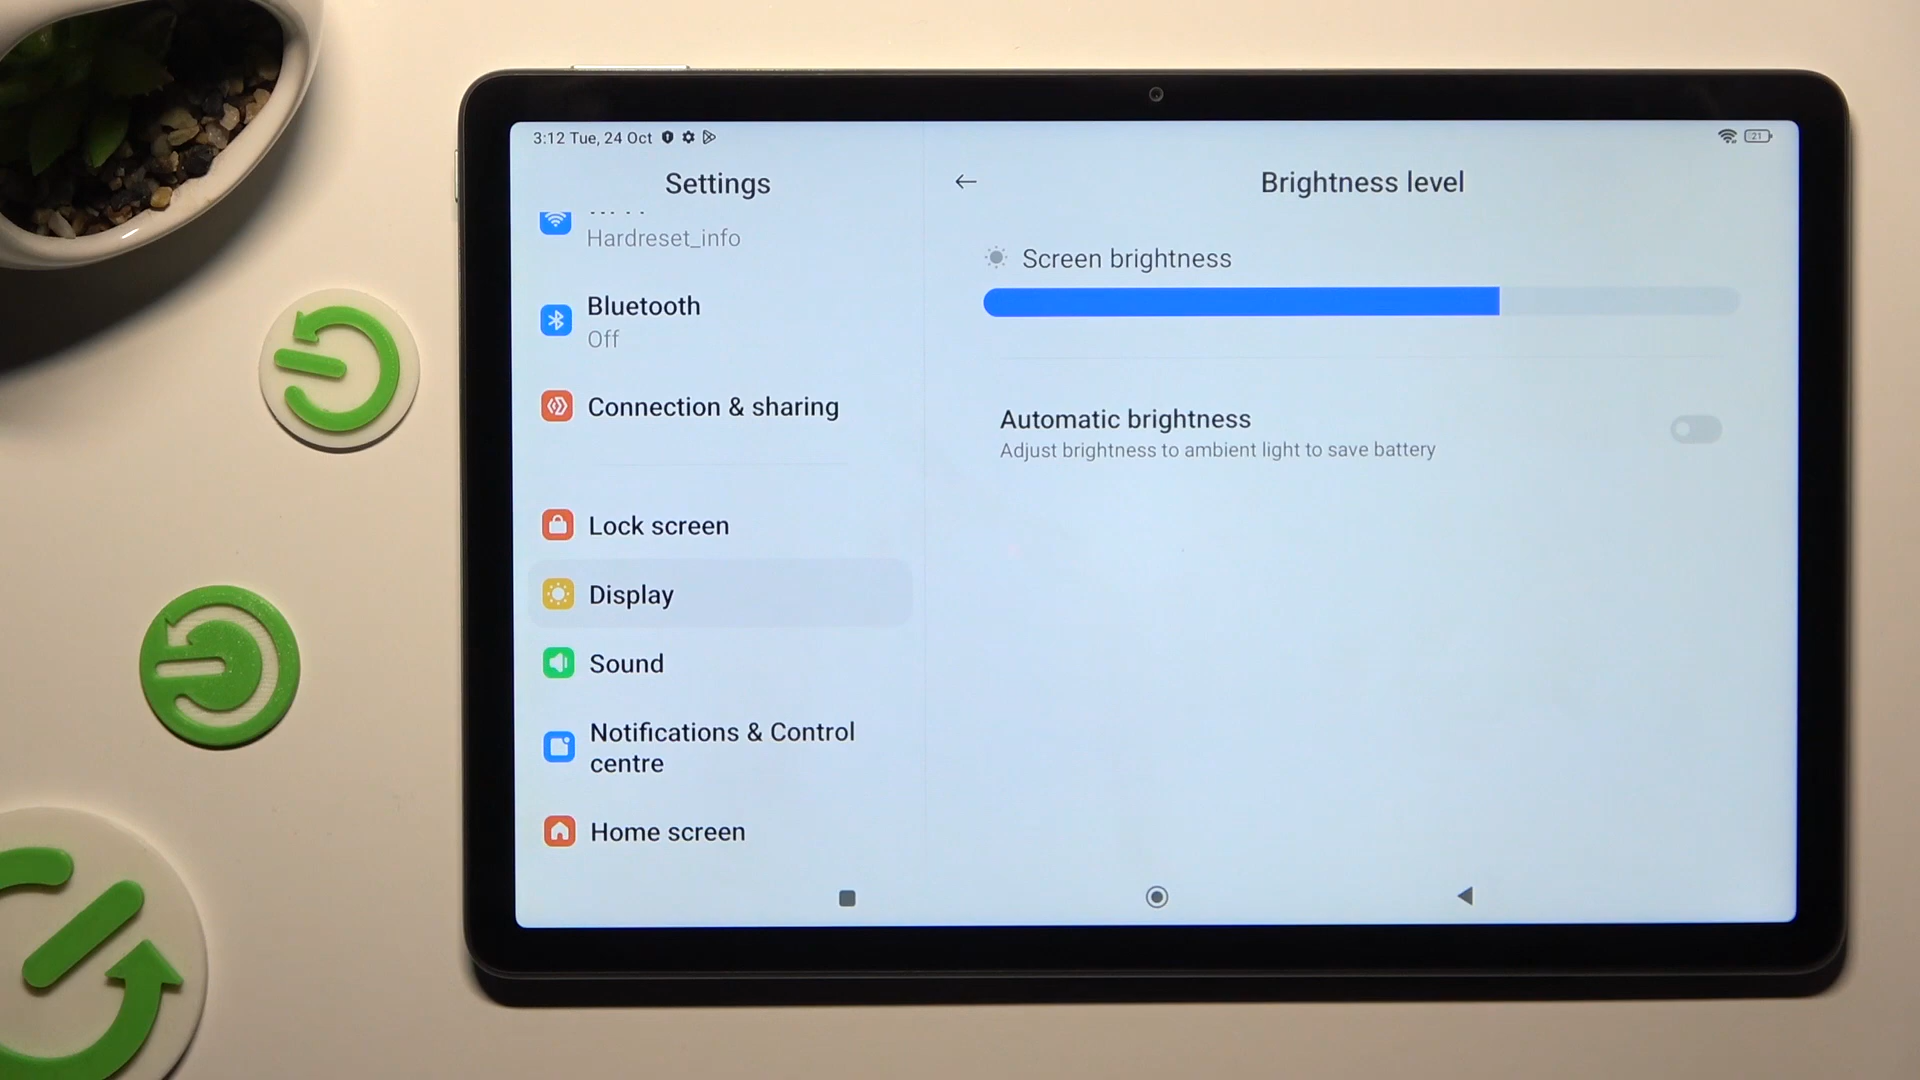 3:12 Tue, 24 Oct
21
Settings
Hardreset_info
Bluetooth
Off
Connection & sharing
Lock screen
Display
Sound
Notifications & Control
centre
Home screen
Brightness level
Screen brightness
Automatic brightness
Adjust brightness to ambient light to save battery